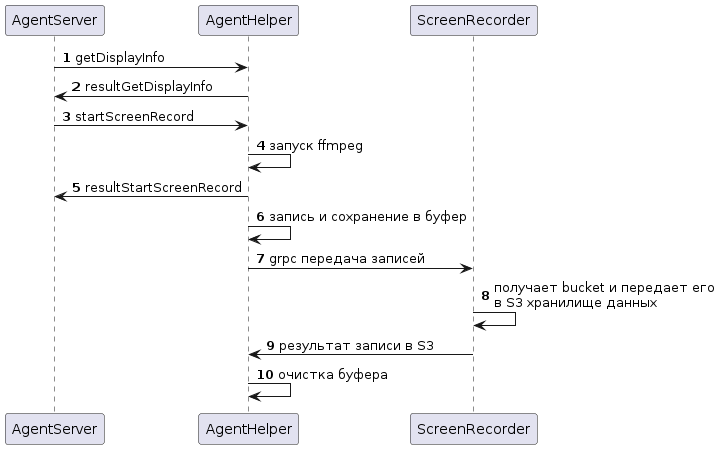 AgentServer AgentHelper ScreenRecorder
1 getDisplayInfo
2 resultGetDisplayInfo
3 startScreenRecord
4 запуск ffmpeg
5 resultStartScreenRecord
6 запись и сохранение в буфер
7 grpc передача записей
8 получает bucket и передает его
в S3 хранилище данных
9 результат записи в S3
10 очистка буфера
AgentServer AgentHelper ScreenRecorder